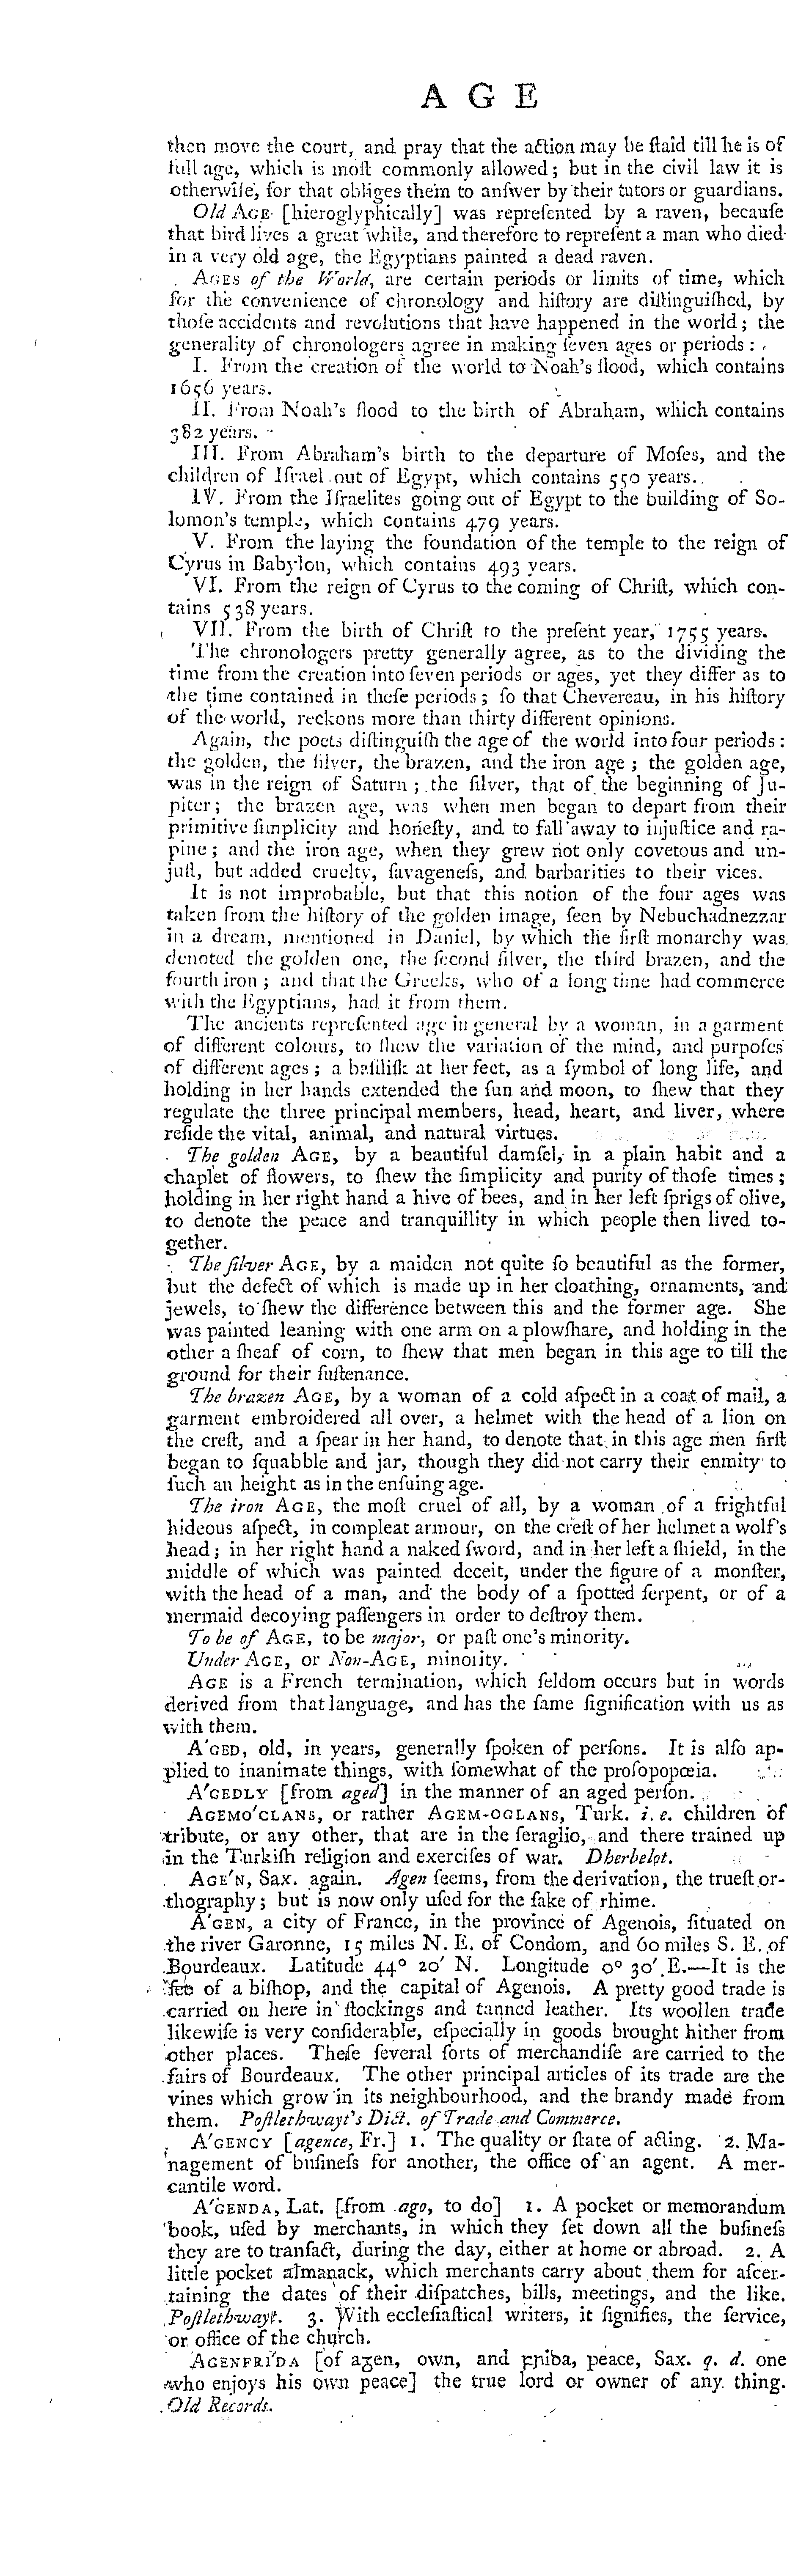 A G E
then move the court, and pray that the action may be ſtaid till he is of
full age, which is moſt commonly allowed; but in the civil law it is
otherwiſe, for that obliges them to anſwer by their tutors or guardians.
Old AGE [hieroglyphically] was repreſented by a raven, becauſe
that bird lives a great while, and therefore to repreſent a man who died
in a very old age, the Egyptians painted a dead raven.
AGES of the World, are certain periods or limits of time, which
for the convenience of chronology and hiſtory are diſtinguiſhed, by
thoſe accidents and revolutions that have happened in the world; the
generality of chronologers agree in making ſeven ages or periods:
I. From the creation of the world to Noah's flood, which contains
1656 years.
II. From Noah's flood to the birth of Abraham, which contains
382 years.
III. From Abraham's birth to the departure of Moſes, and the
children of Iſrael out of Egypt, which contains 550 years.
IV. From the Iſraelites going out of Egypt to the building of So-
lomon's temple, which contains 479 years.
V. From the laying the foundation of the temple to the reign of
Cyrus in Babylon, which contains 493 years.
VI. From the reign of Cyrus to the coming of Chriſt, which con-
tains 538 years.
VII. From the birth of Chriſt to the preſent year, 1755 years.
The chronologers pretty generally agree, as to the dividing the
time from the creation into ſeven periods or ages, yet they differ as to
the time contained in theſe periods; ſo that Chevereau, in his hiſtory
of the world, reckons more than thirty different opinions.
Again, the poets diſtinguiſh the age of the world into four periods:
the golden, the ſilver, the brazen, and the iron age; the golden age,
was in the reign of Saturn; the ſilver, that of the beginning of Ju-
piter; the brazen age, was when men began to depart from their
primitive ſimplicity and honeſty, and to fall away to injuſtice and ra-
pine; and the iron age, when they grew not only covetous and un-
juſt, but added cruelty, ſavageneſs, and barbarities to their vices.
It is not improbable, but that this notion of the four ages was
taken from the hiſtory of the golden image, ſeen by Nebuchadnezzar
in a dream, mentioned in Daniel, by which the firſt monarchy was
denoted the golden one, the ſecond ſilver, the third brazen, and the
fourth iron; and that the Greeks, who of a long time had commerce
with the Egyptians, had it from them.
The ancients repreſented age in general by a woman, in a garment
of different colours, to ſhew the variation of the mind, and purpoſes
of different ages; a baſiliſk at her feet, as a ſymbol of long life, and
holding in her hands extended the ſun and moon, to ſhew that they
regulate the three principal members, head, heart, and liver, where
reſide the vital, animal, and natural virtues.
The golden AGE, by a beautiful damſel, in a plain habit and a
chaplet of flowers, to ſhew the ſimplicity and purity of thoſe times;
holding in her right hand a hive of bees, and in her left ſprigs of olive,
to denote the peace and tranquillity in which people then lived to-
gether.
The ſilver AGE, by a maiden not quite ſo beautiful as the former,
but the defect of which is made up in her cloathing, ornaments, and
jewels, to ſhew the difference between this and the former age. She
was painted leaning with one arm on a plowſhare, and holding in the
other a ſheaf of corn, to ſhew that men began in this age to till the
ground for their ſuſtenance.
The brazen AGE, by a woman of a cold aſpect in a coat of mail, a
garment embroidered all over, a helmet with the head of a lion on
the creſt, and a ſpear in her hand, to denote that in this age men firſt
began to ſquabble and jar, though they did not carry their enmity to
ſuch an height as in the enſuing age.
The iron AGE, the moſt cruel of all, by a woman of a frightful
hideous aſpect, in compleat armour, on the creſt of her helmet a wolf's
head; in her right hand a naked ſword, and in her left a ſhield, in the
middle of which was painted deceit, under the figure of a monſter,
with the head of a man, and the body of a ſpotted ſerpent, or of a
mermaid decoying paſſengers in order to deſtroy them.
To be of AGE, to be major, or paſt one's minority.
Under AGE, or Non-AGE, minority.
AGE is a French termination, which ſeldom occurs but in words
derived from that language, and has the ſame ſignification with us as
with them.
A'GED, old, in years, generally ſpoken of perſons. It is alſo ap-
plied to inanimate things, with ſomewhat of the proſopopœia.
A'GEDLY [from aged] in the manner of an aged perſon.
AGEMO'CLANS, or rather AGEM-OGLANS, Turk. i. e. children of
tribute, or any other, that are in the ſeraglio, and there trained up
in the Turkiſh religion and exerciſes of war. Dherbelot.
AGE'N, Sax. again. Agen ſeems, from the derivation, the trueſt or-
thography; but is now only uſed for the ſake of rhime.
A'GEN, a city of France, in the province of Agenois, ſituated on
the river Garonne, 15 miles N. E. of Condom, and 60 miles S. E. of
Bourdeaux. Latitude 44° 20' N. Longitude 0° 30' E.—It is the
ſee of a biſhop, and the capital of Agenois. A pretty good trade is
carried on here in ſtockings and tanned leather. Its woollen trade
likewiſe is very conſiderable, eſpecially in goods brought hither from
other places. Theſe ſeveral ſorts of merchandiſe are carried to the
fairs of Bourdeaux. The other principal articles of its trade are the
vines which grow in its neighbourhood, and the brandy made from
them. Poſtlethwayt's Dict. of Trade and Commerce.
A'GENCY [agence, Fr.] 1. The quality or ſtate of acting. 2. Ma-
nagement of buſineſs for another, the office of an agent. A mer-
cantile word.
A'GENDA, Lat. [from ago, to do] 1. A pocket or memorandum
book, uſed by merchants, in which they ſet down all the buſineſs
they are to tranſact, during the day, either at home or abroad. 2. A
little pocket almanack, which merchants carry about them for aſcer-
taining the dates of their diſpatches, bills, meetings, and the like.
Poſtlethwayt. 3. With eccleſiaſtical writers, it ſignifies, the ſervice,
or office of the church.
AGENFRI'DA [of aᵹen, own, and ꝼꞃiba, peace, Sax. q. d. one
who enjoys his own peace] the true lord or owner of any thing.
Old Records.